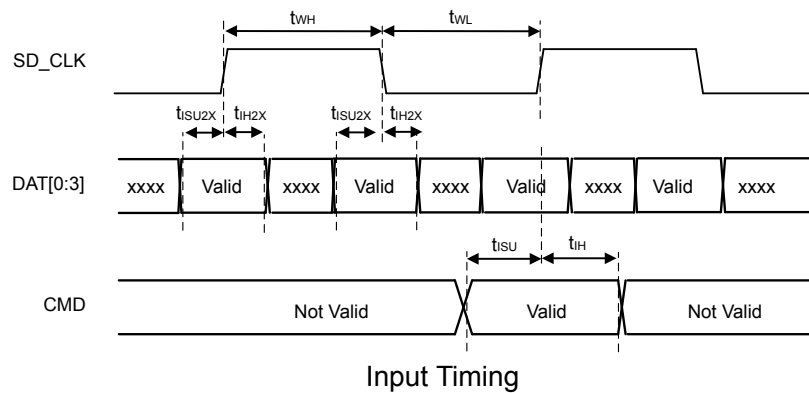 tWH tWL
SD_CLK
tISU2X tIH2X tISU2X tIH2X
DAT[0:3] xxxx Valid xxxx Valid xxxx Valid xxxx Valid xxxx
tISU tIH
CMD Not Valid Valid Not Valid
Input Timing